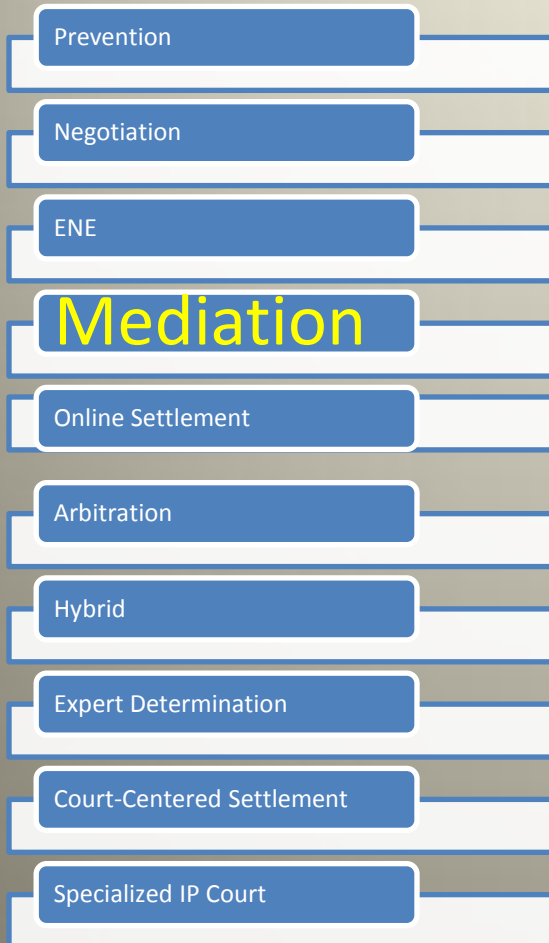 Prevention
Negotiation
ENE
Mediation
Online Settlement
Arbitration
Hybrid
Expert Determination
Court-Centered Settlement
Specialized IP Court